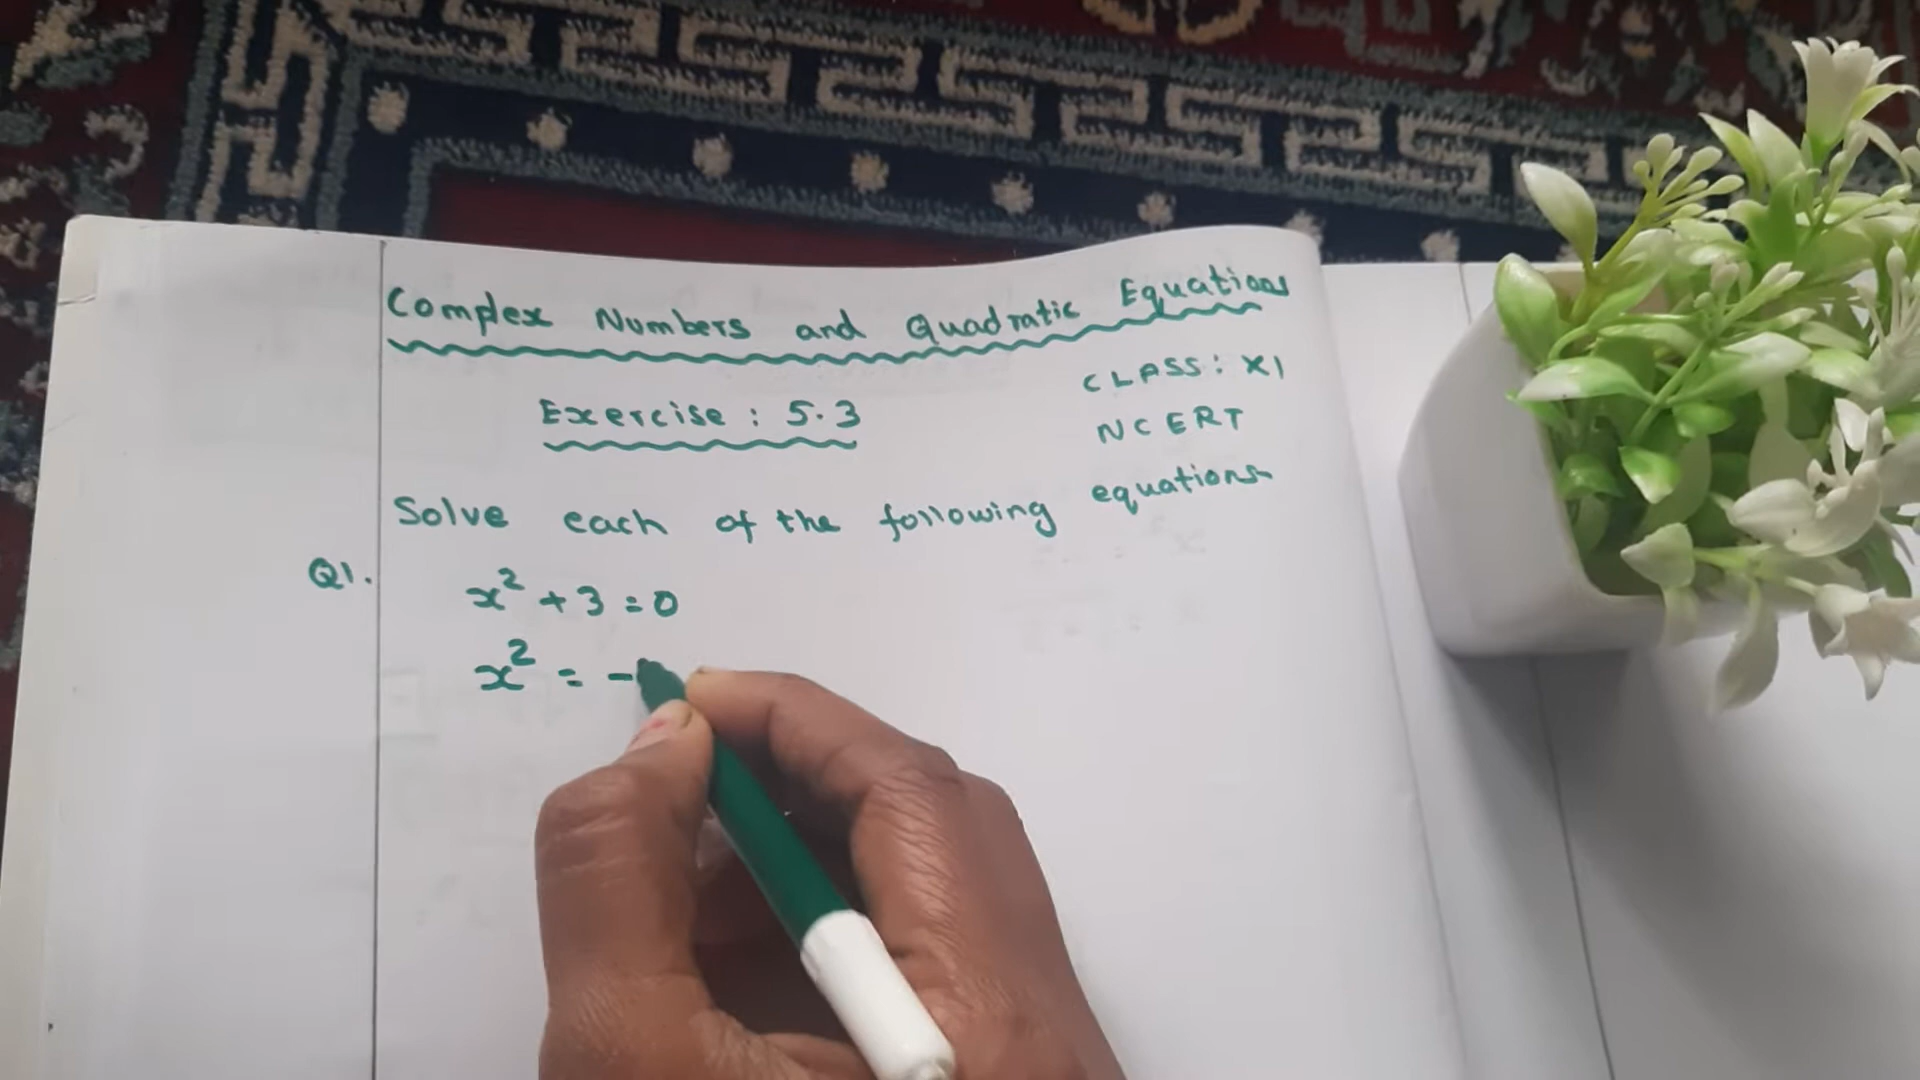 Complex Numbers and Quadratic Equations
Exercise : 5.3
CLASS: XI
NCERT
Solve each of the following equations
Q1. x² + 3 = 0
x² = -